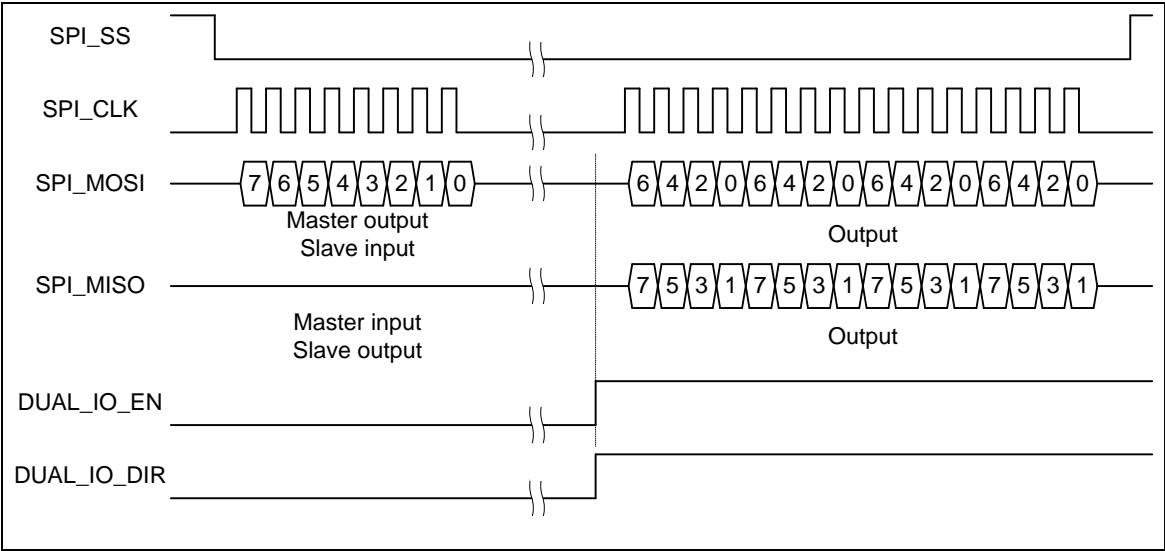 SPI_SS
SPI_CLK
SPI_MOSI 7 6 5 4 3 2 1 0 6 4 2 0 6 4 2 0 6 4 2 0 6 4 2 0
Master output
Slave input
Output
SPI_MISO 7 5 3 1 7 5 3 1 7 5 3 1 7 5 3 1
Master input
Slave output
Output
DUAL_IO_EN
DUAL_IO_DIR